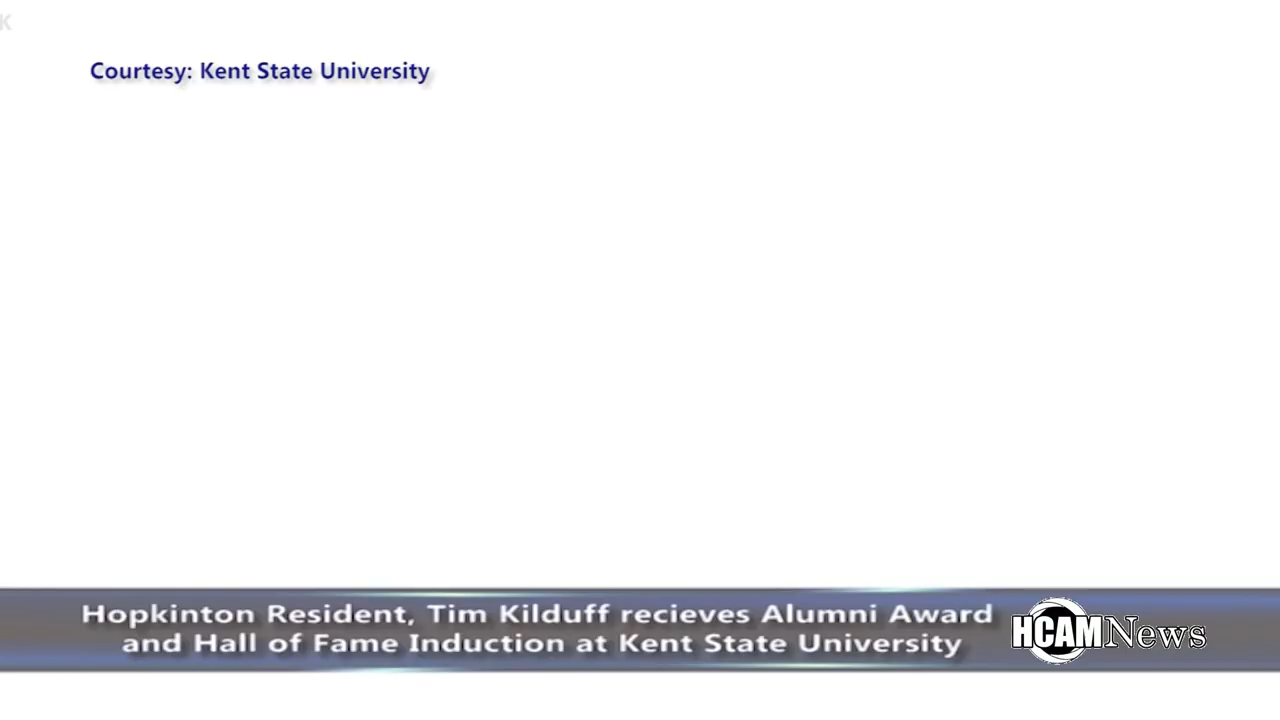 K
Courtesy: Kent State University
Hopkinton Resident, Tim Kilduff recieves Alumni Award
and Hall of Fame Induction at Kent State University
HCAMNews